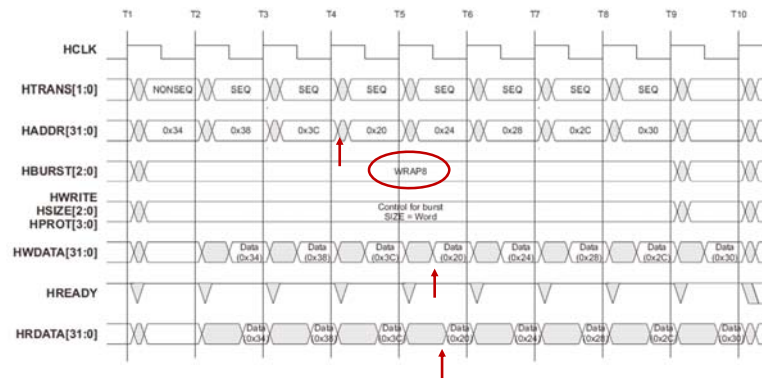 T1 T2 T3 T4 T5 T6 T7 T8 T9 T10
HCLK
HTRANS[1:0] NONSEQ SEQ SEQ SEQ SEQ SEQ SEQ SEQ
HADDR[31:0] 0x34 0x38 0x3C 0x20 0x24 0x28 0x2C 0x30
HBURST[2:0] WRAP8
HWRITE
HSIZE[2:0] Control for burst
HPROT[3:0] SIZE = Word
HWDATA[31:0] Data Data Data Data Data Data Data Data
(0x34) (0x38) (0x3C) (0x20) (0x24) (0x28) (0x2C) (0x30)
HREADY
HRDATA[31:0] Data Data Data Data Data Data Data Data
(0x34) (0x38) (0x3C) (0x20) (0x24) (0x28) (0x2C) (0x30)